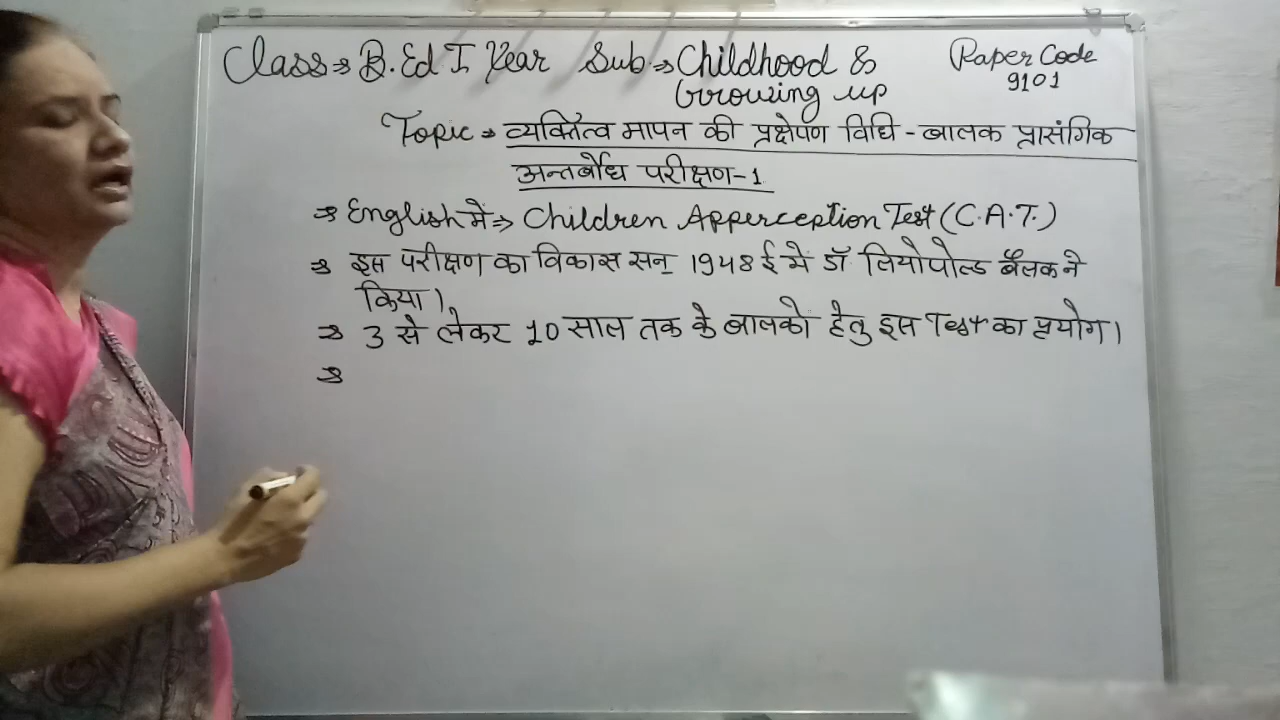 Class → B.Ed I Year Sub → Childhood & Growing up
Paper Code 9101
Topic → व्यक्तित्व मापन की प्रक्षेपण विधि - बालक प्रासंगिक
अन्तर्बोध परीक्षण-1
→ English में → Children Apperception Test (C.A.T.)
→ इस परीक्षण का विकास सन् 1948 ई में डॉ. लियोपोल्ड बैलक ने
किया।
→ 3 से लेकर 10 साल तक के बालको हेतु इस Test का प्रयोग।
→